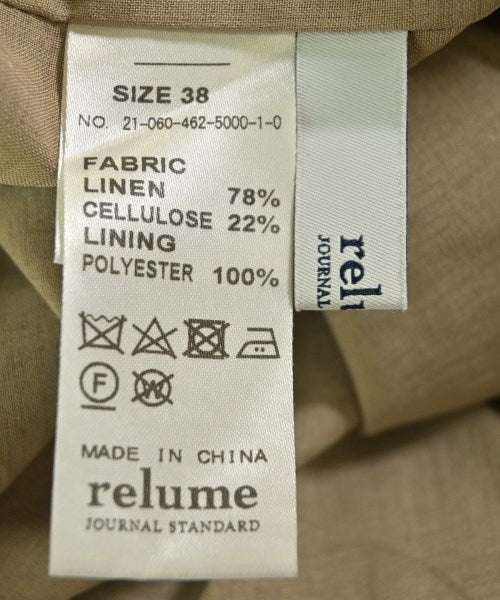 SIZE 38
NO. 21-060-462-5000-1-0
FABRIC
LINEN 78%
CELLULOSE 22%
LINING
POLYESTER 100%
F
W
MADE IN CHINA
relume
JOURNAL STANDARD
relu
JOURNAL